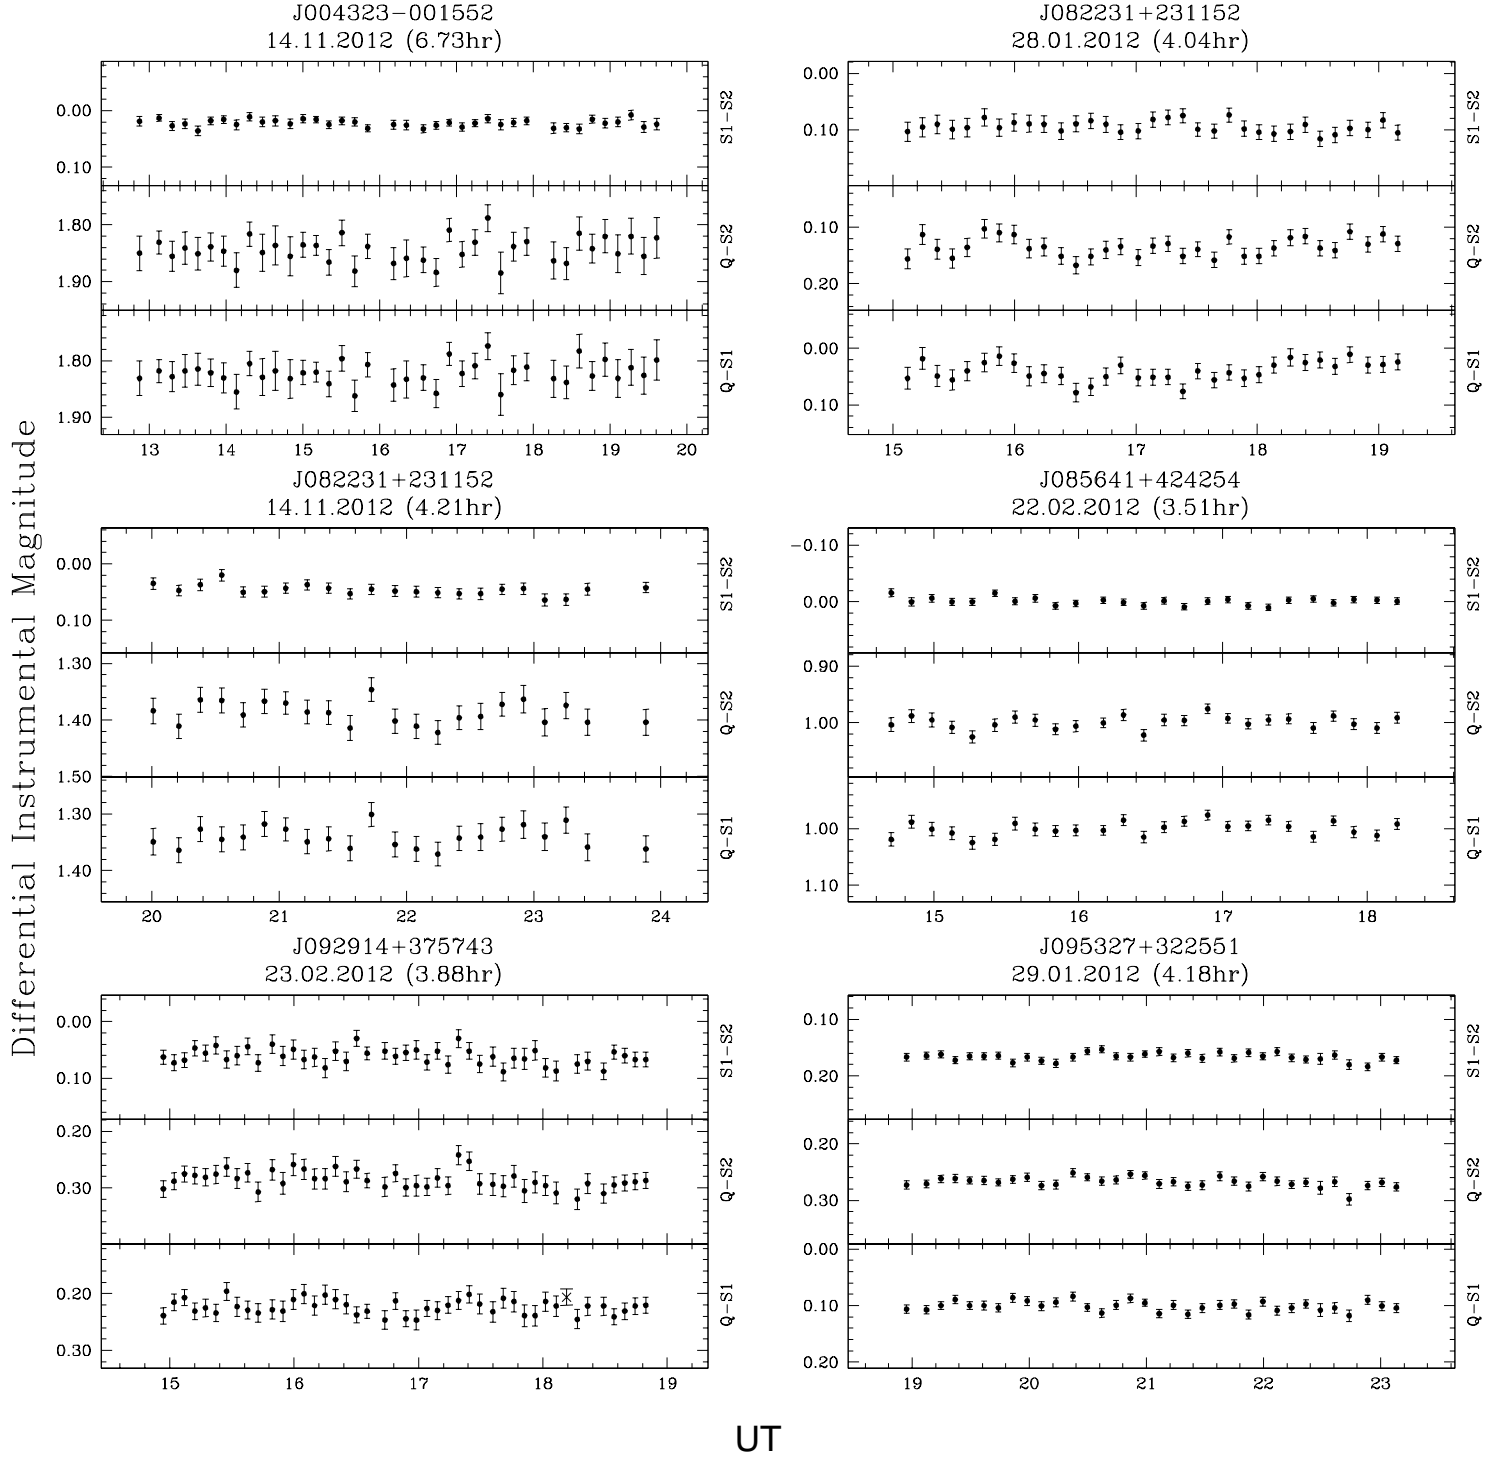 J004323−001552
14.11.2012 (6.73hr)
0.00
0.10
S1−S2
1.80
1.90
Q−S2
1.80
1.90
Q−S1
13 14 15 16 17 18 19 20
J082231+231152
28.01.2012 (4.04hr)
0.00
0.10
S1−S2
0.10
0.20
Q−S2
0.00
0.10
Q−S1
15 16 17 18 19
J082231+231152
14.11.2012 (4.21hr)
0.00
0.10
S1−S2
1.30
1.40
1.50
Q−S2
1.30
1.40
Q−S1
20 21 22 23 24
J085641+424254
22.02.2012 (3.51hr)
−0.10
0.00
S1−S2
0.90
1.00
Q−S2
1.00
1.10
Q−S1
15 16 17 18
J092914+375743
23.02.2012 (3.88hr)
0.00
0.10
S1−S2
0.20
0.30
Q−S2
0.20
0.30
Q−S1
15 16 17 18 19
J095327+322551
29.01.2012 (4.18hr)
0.10
0.20
S1−S2
0.20
0.30
Q−S2
0.00
0.10
0.20
Q−S1
19 20 21 22 23
Differential Instrumental Magnitude
UT